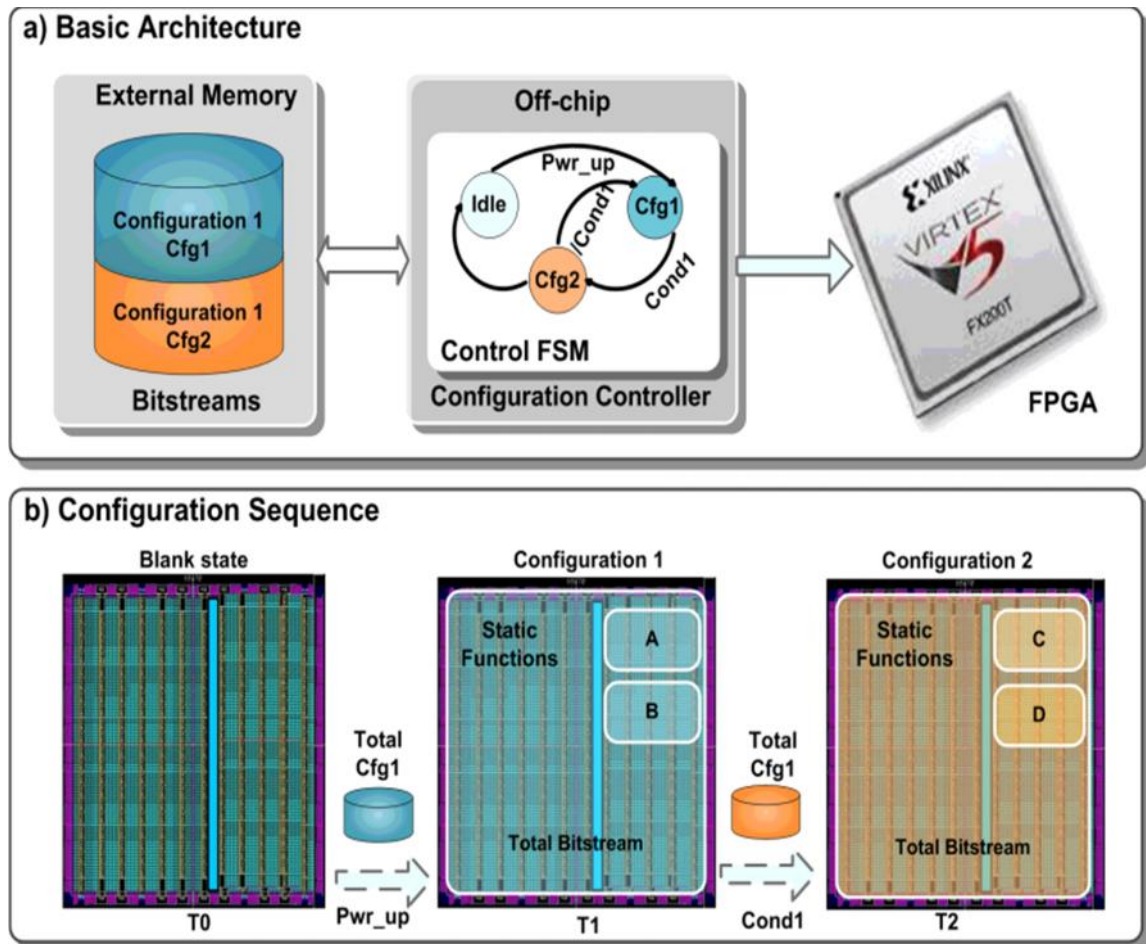 a) Basic Architecture
External Memory
Configuration 1
Cfg1
Configuration 1
Cfg2
Bitstreams
Off-chip
Pwr_up
Idle
Cfg1
/Cond1
Cfg2
Cond1
Control FSM
Configuration Controller
XILINX
VIRTEX
5
FX200T
FPGA
b) Configuration Sequence
Blank state
T0
Total
Cfg1
Pwr_up
Configuration 1
Static
Functions
A
B
Total Bitstream
T1
Total
Cfg1
Cond1
Configuration 2
Static
Functions
C
D
Total Bitstream
T2